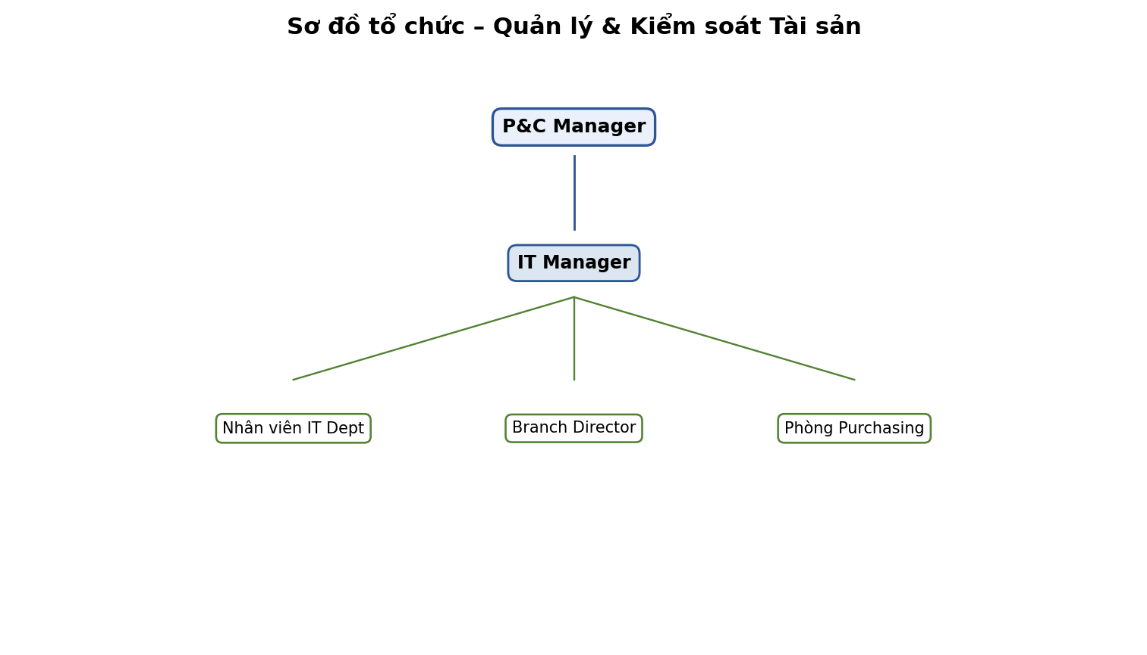 Sơ đồ tổ chức – Quản lý & Kiểm soát Tài sản
P&C Manager
IT Manager
Nhân viên IT Dept
Branch Director
Phòng Purchasing